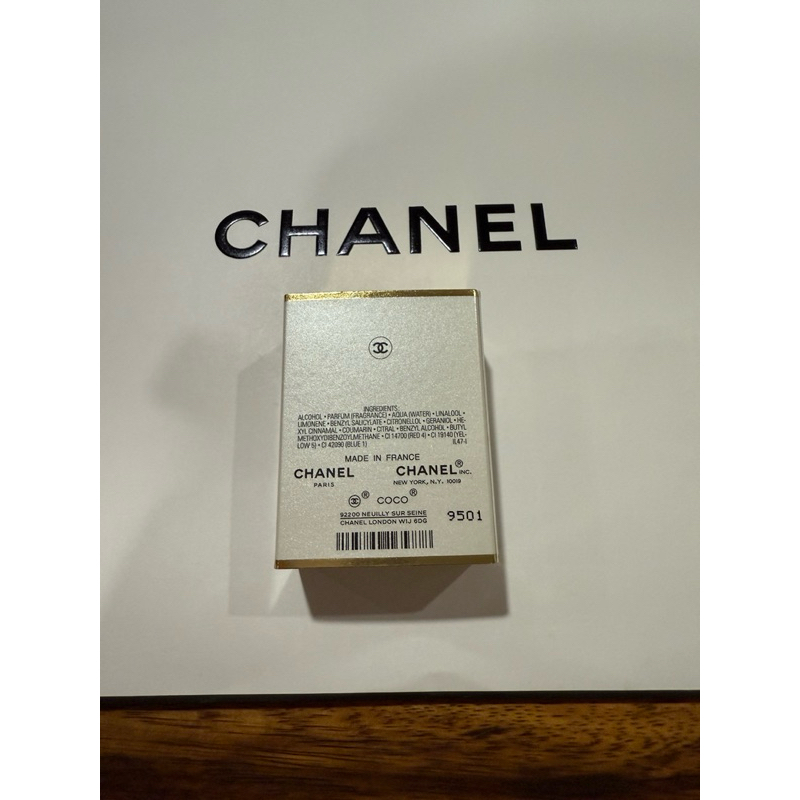 CHANEL
INGREDIENTS:
ALCOHOL • PARFUM (FRAGRANCE) • AQUA (WATER) • LINALOOL •
LIMONENE • BENZYL SALICYLATE • CITRONELLOL • GERANIOL • HE-
XYL CINNAMAL • COUMARIN • CITRAL • BENZYL ALCOHOL • BUTYL
METHOXYDIBENZOYLMETHANE • CI 14700 (RED 4) • CI 19140 (YEL-
LOW 5) • CI 42090 (BLUE 1) IL47-I
MADE IN FRANCE
CHANEL CHANEL® INC.
PARIS NEW YORK, N.Y. 10019
® COCO®
92200 NEUILLY SUR SEINE
CHANEL LONDON W1J 6DG
9501